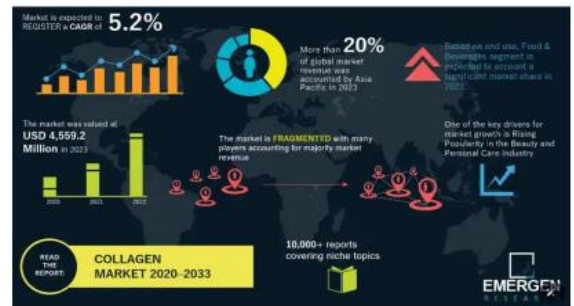 Market is expected to
REGISTER a CAGR of
5.2%
More than 20%
of global market
revenue was
accounted by Asia
Pacific in 2023
Based on end use, Food &
Beverages segment is
expected to account a
significant market share in
The market was valued at
USD 4,559.2
Million in 2023
2020
2021
The market is FRAGMENTED with many
players accounting for majority market
revenue
One of the key drivers for
market growth is Rising
Popularity in the Beauty and
Personal Care Industry
READ
THE
REPORT:
COLLAGEN
MARKET 2020-2033
10,000+ reports
covering niche topics
EMERGEN
RESEARCH